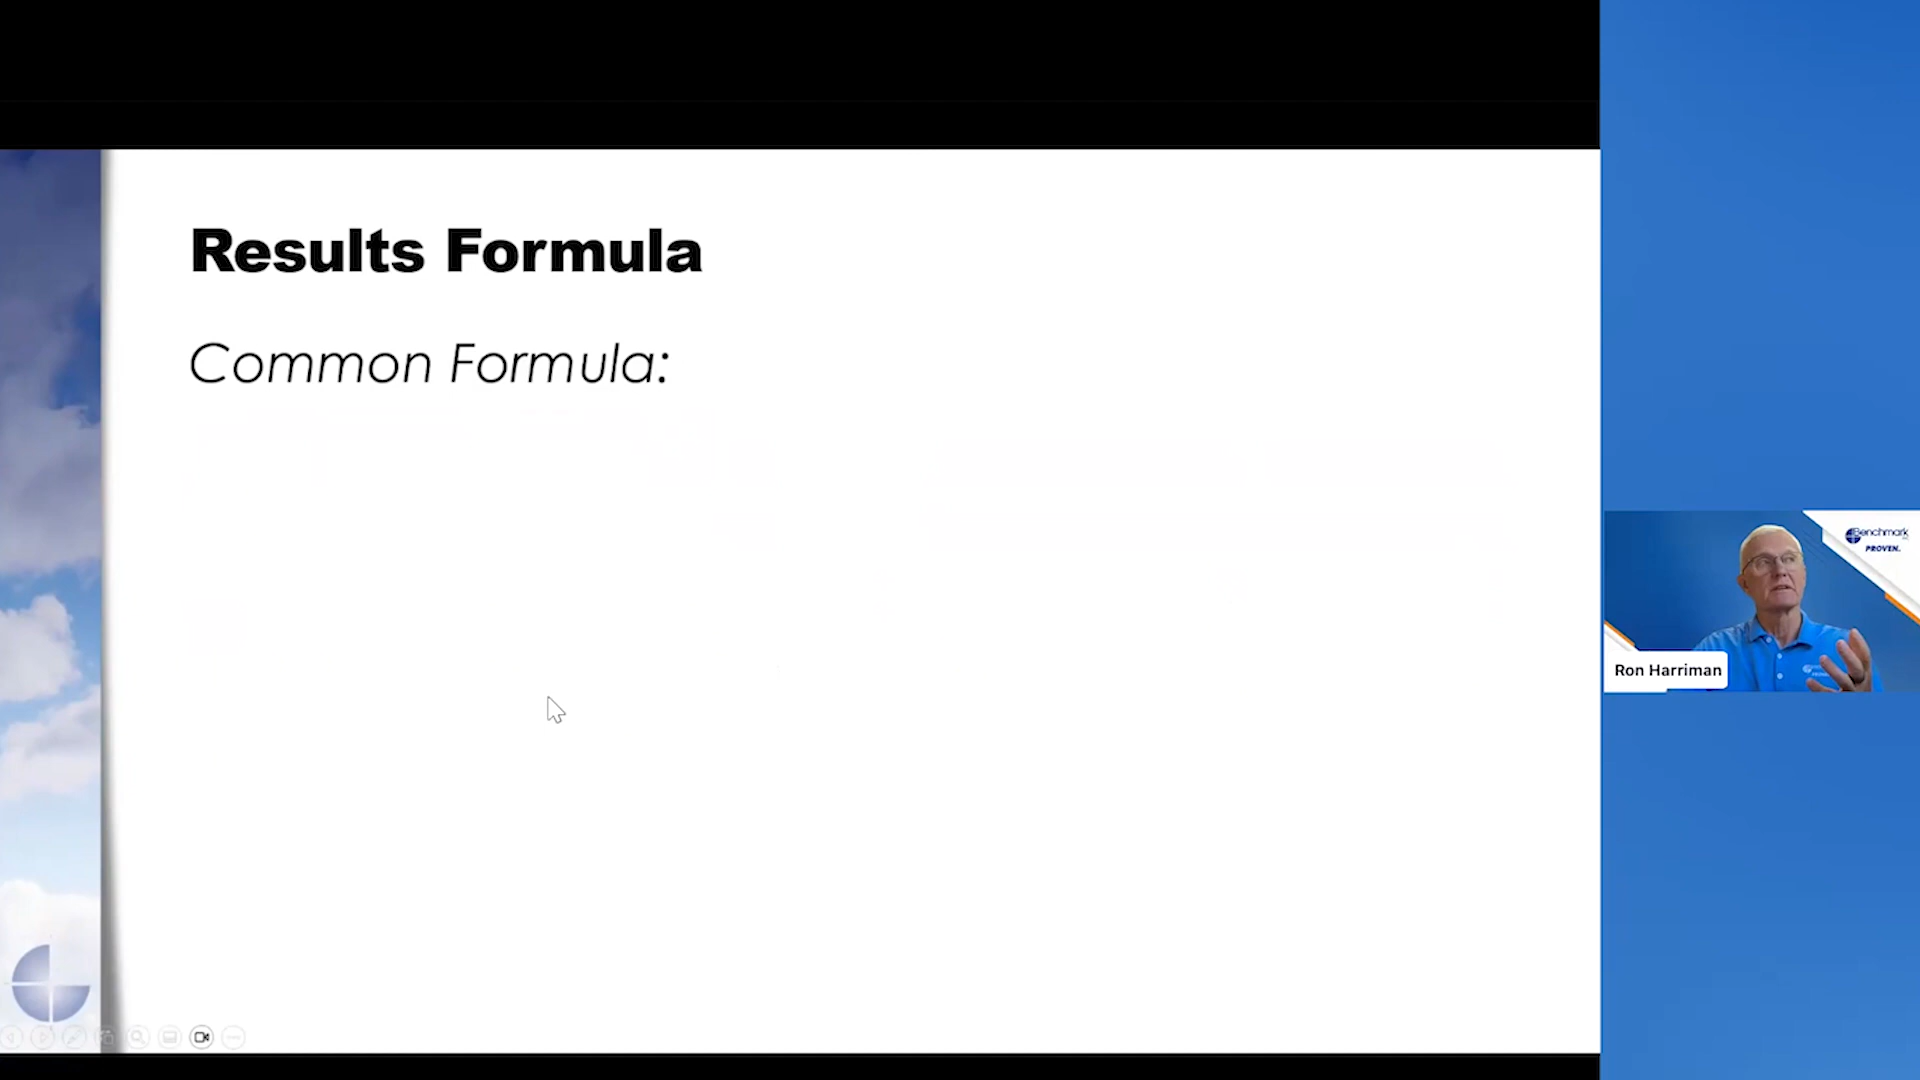 Results Formula
Common Formula:
Benchmark
PROVEN.
Ron Harriman